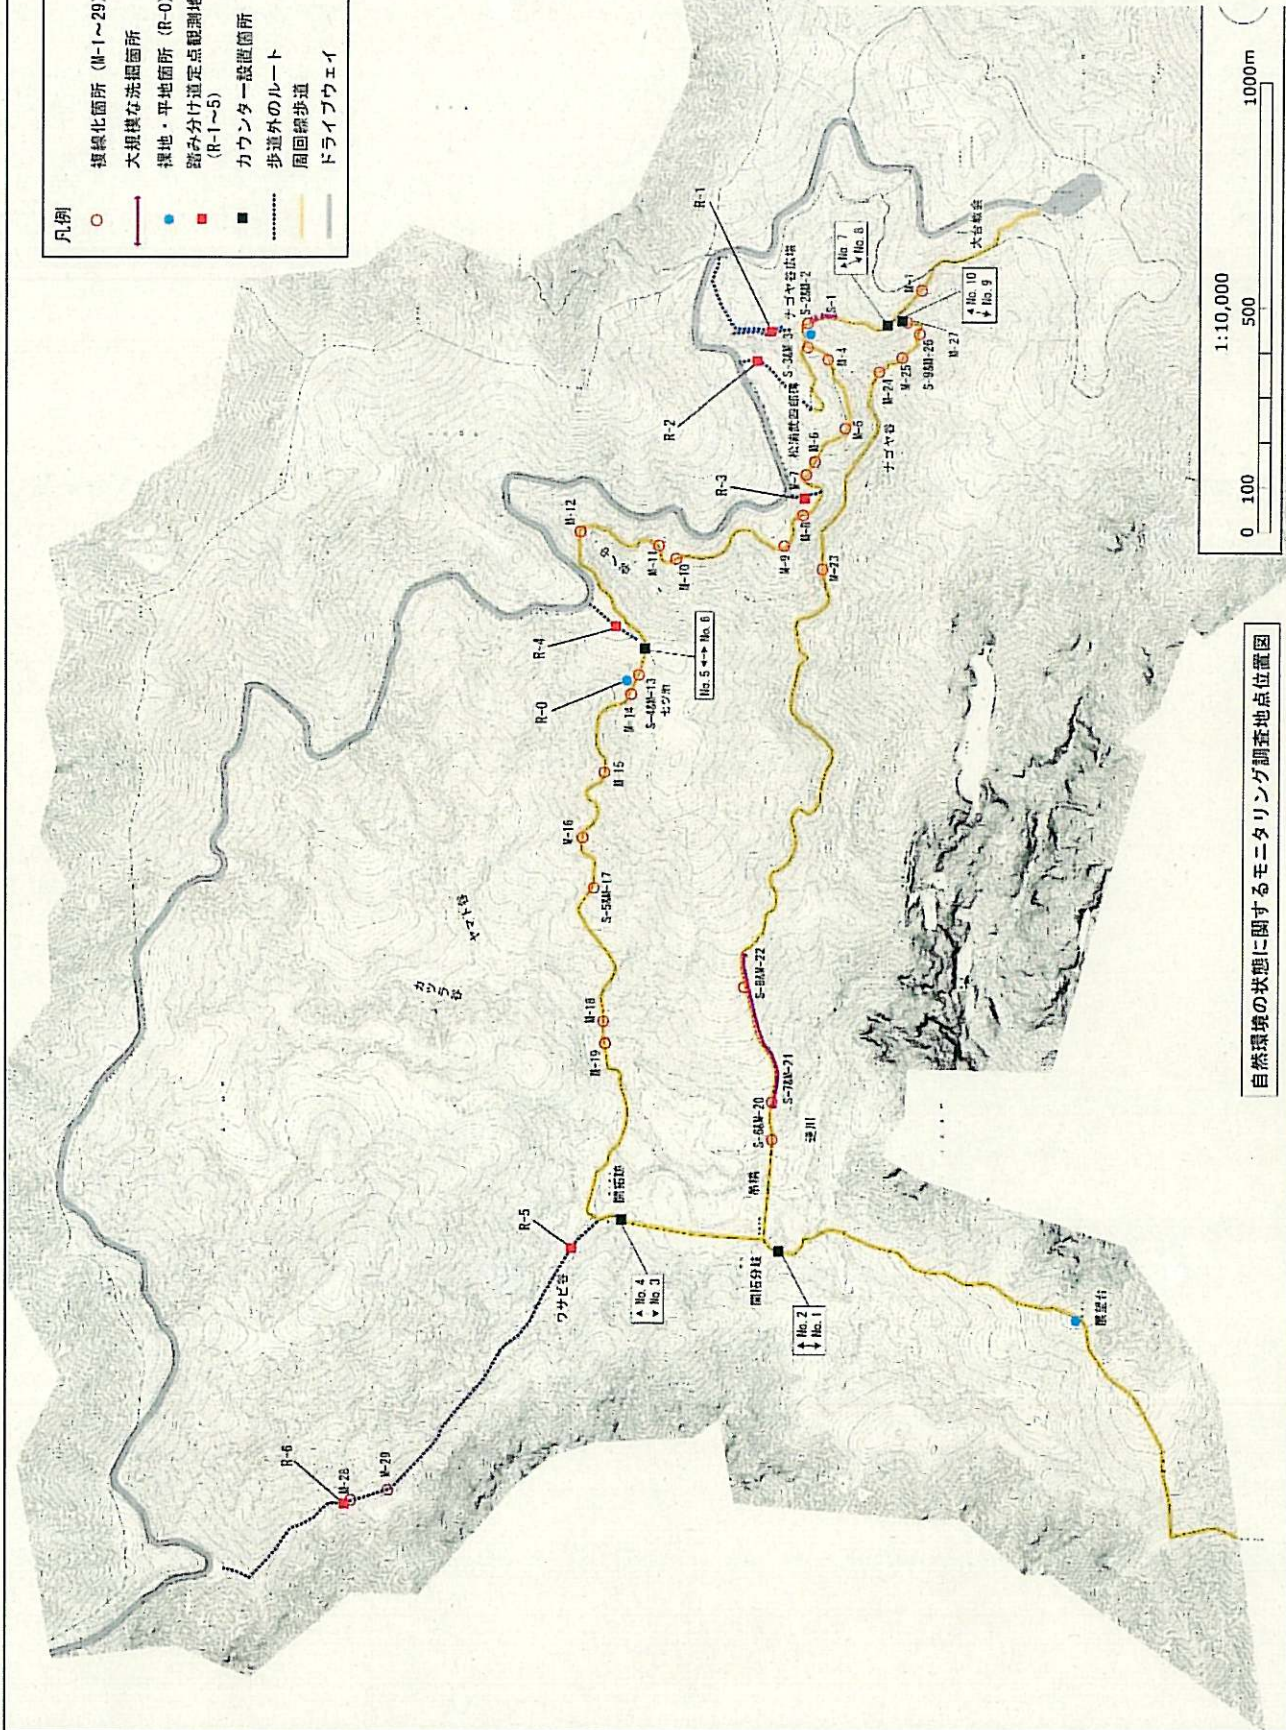 凡例
複線化箇所 (M-1~29)
大規模な洗掘箇所
裸地・平地箇所 (R-0)
踏み分け道定点観測地
(R-1~5)
カウンター設置箇所
歩道外のルート
周回線歩道
ドライブウェイ
R-6
M-28
M-29
ワサビ谷
R-5
開拓跡
▲ No. 4
▼ No. 3
開拓分岐
↑ No. 2
↓ No. 1
展望台
吊橋
逆川
S-6&M-20
S-7&M-21
S-8&M-22
カツラ谷
ヤマト谷
M-19
M-18
S-5&M-17
M-16
M-15
M-14
S-4&M-13
七ツ池
R-0
R-4
No. 5 ←→ No. 6
M-12
M-11
M-10
M-9
M-8
M-7
M-6
M-5
M-4
R-3
R-2
R-1
松浦武四郎碑
S-3&M-3
ナゴヤ谷広場
S-2&M-2
S-1
M-23
ナゴヤ谷
M-24
M-25
S-9&M-26
M-27
M-1
▲ No. 7
▼ No. 8
▲ No. 10
↓ No. 9
大台教会
1:10,000
0 100 500 1000m
自然環境の状態に関するモニタリング調査地点位置図